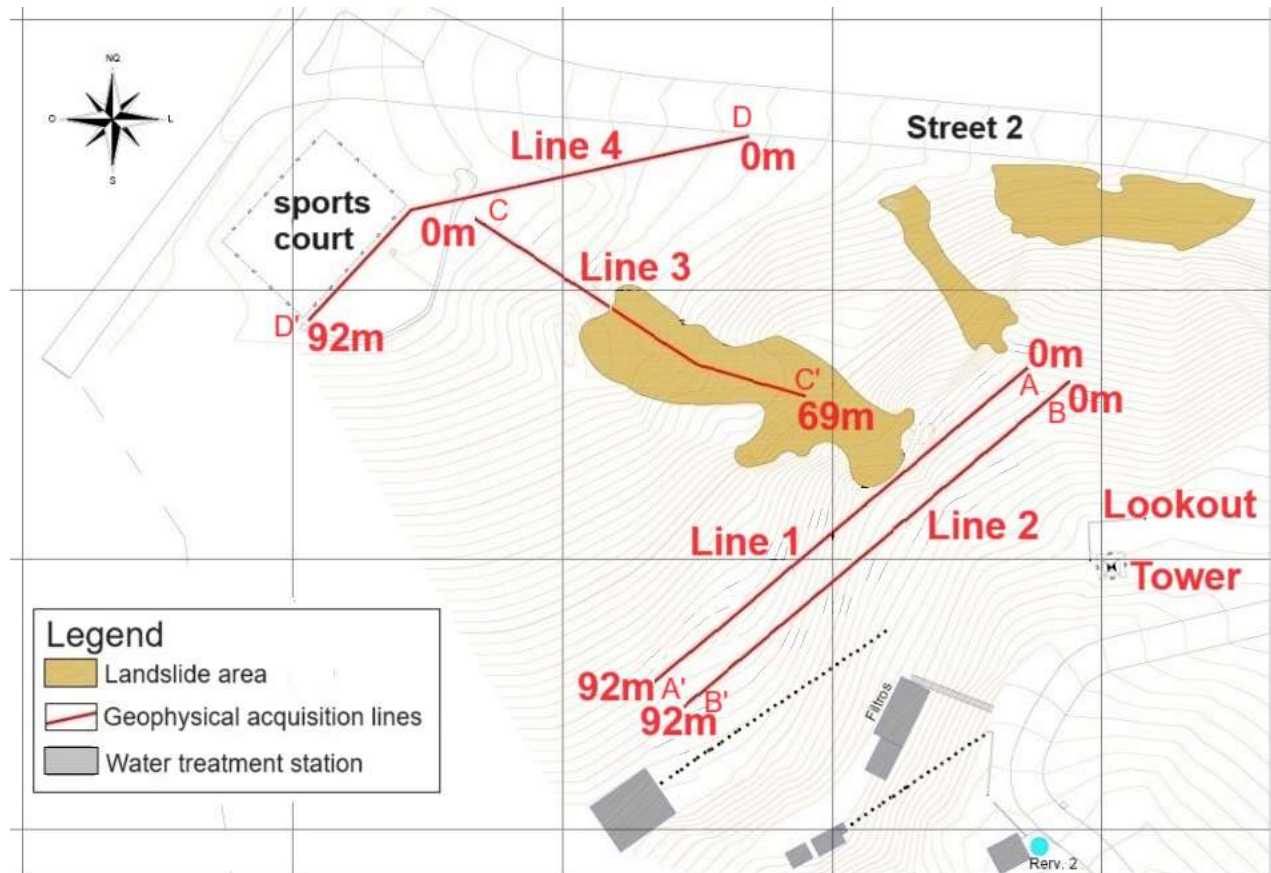 NQ
O
L
S
D
Line 4
0m
Street 2
sports
court
C
0m
Line 3
D'
92m
C'
69m
0m
A
B
0m
Lookout
Tower
Line 1
Line 2
92m
A'
B'
92m
Filtros
Rerv. 2
Legend
Landslide area
Geophysical acquisition lines
Water treatment station